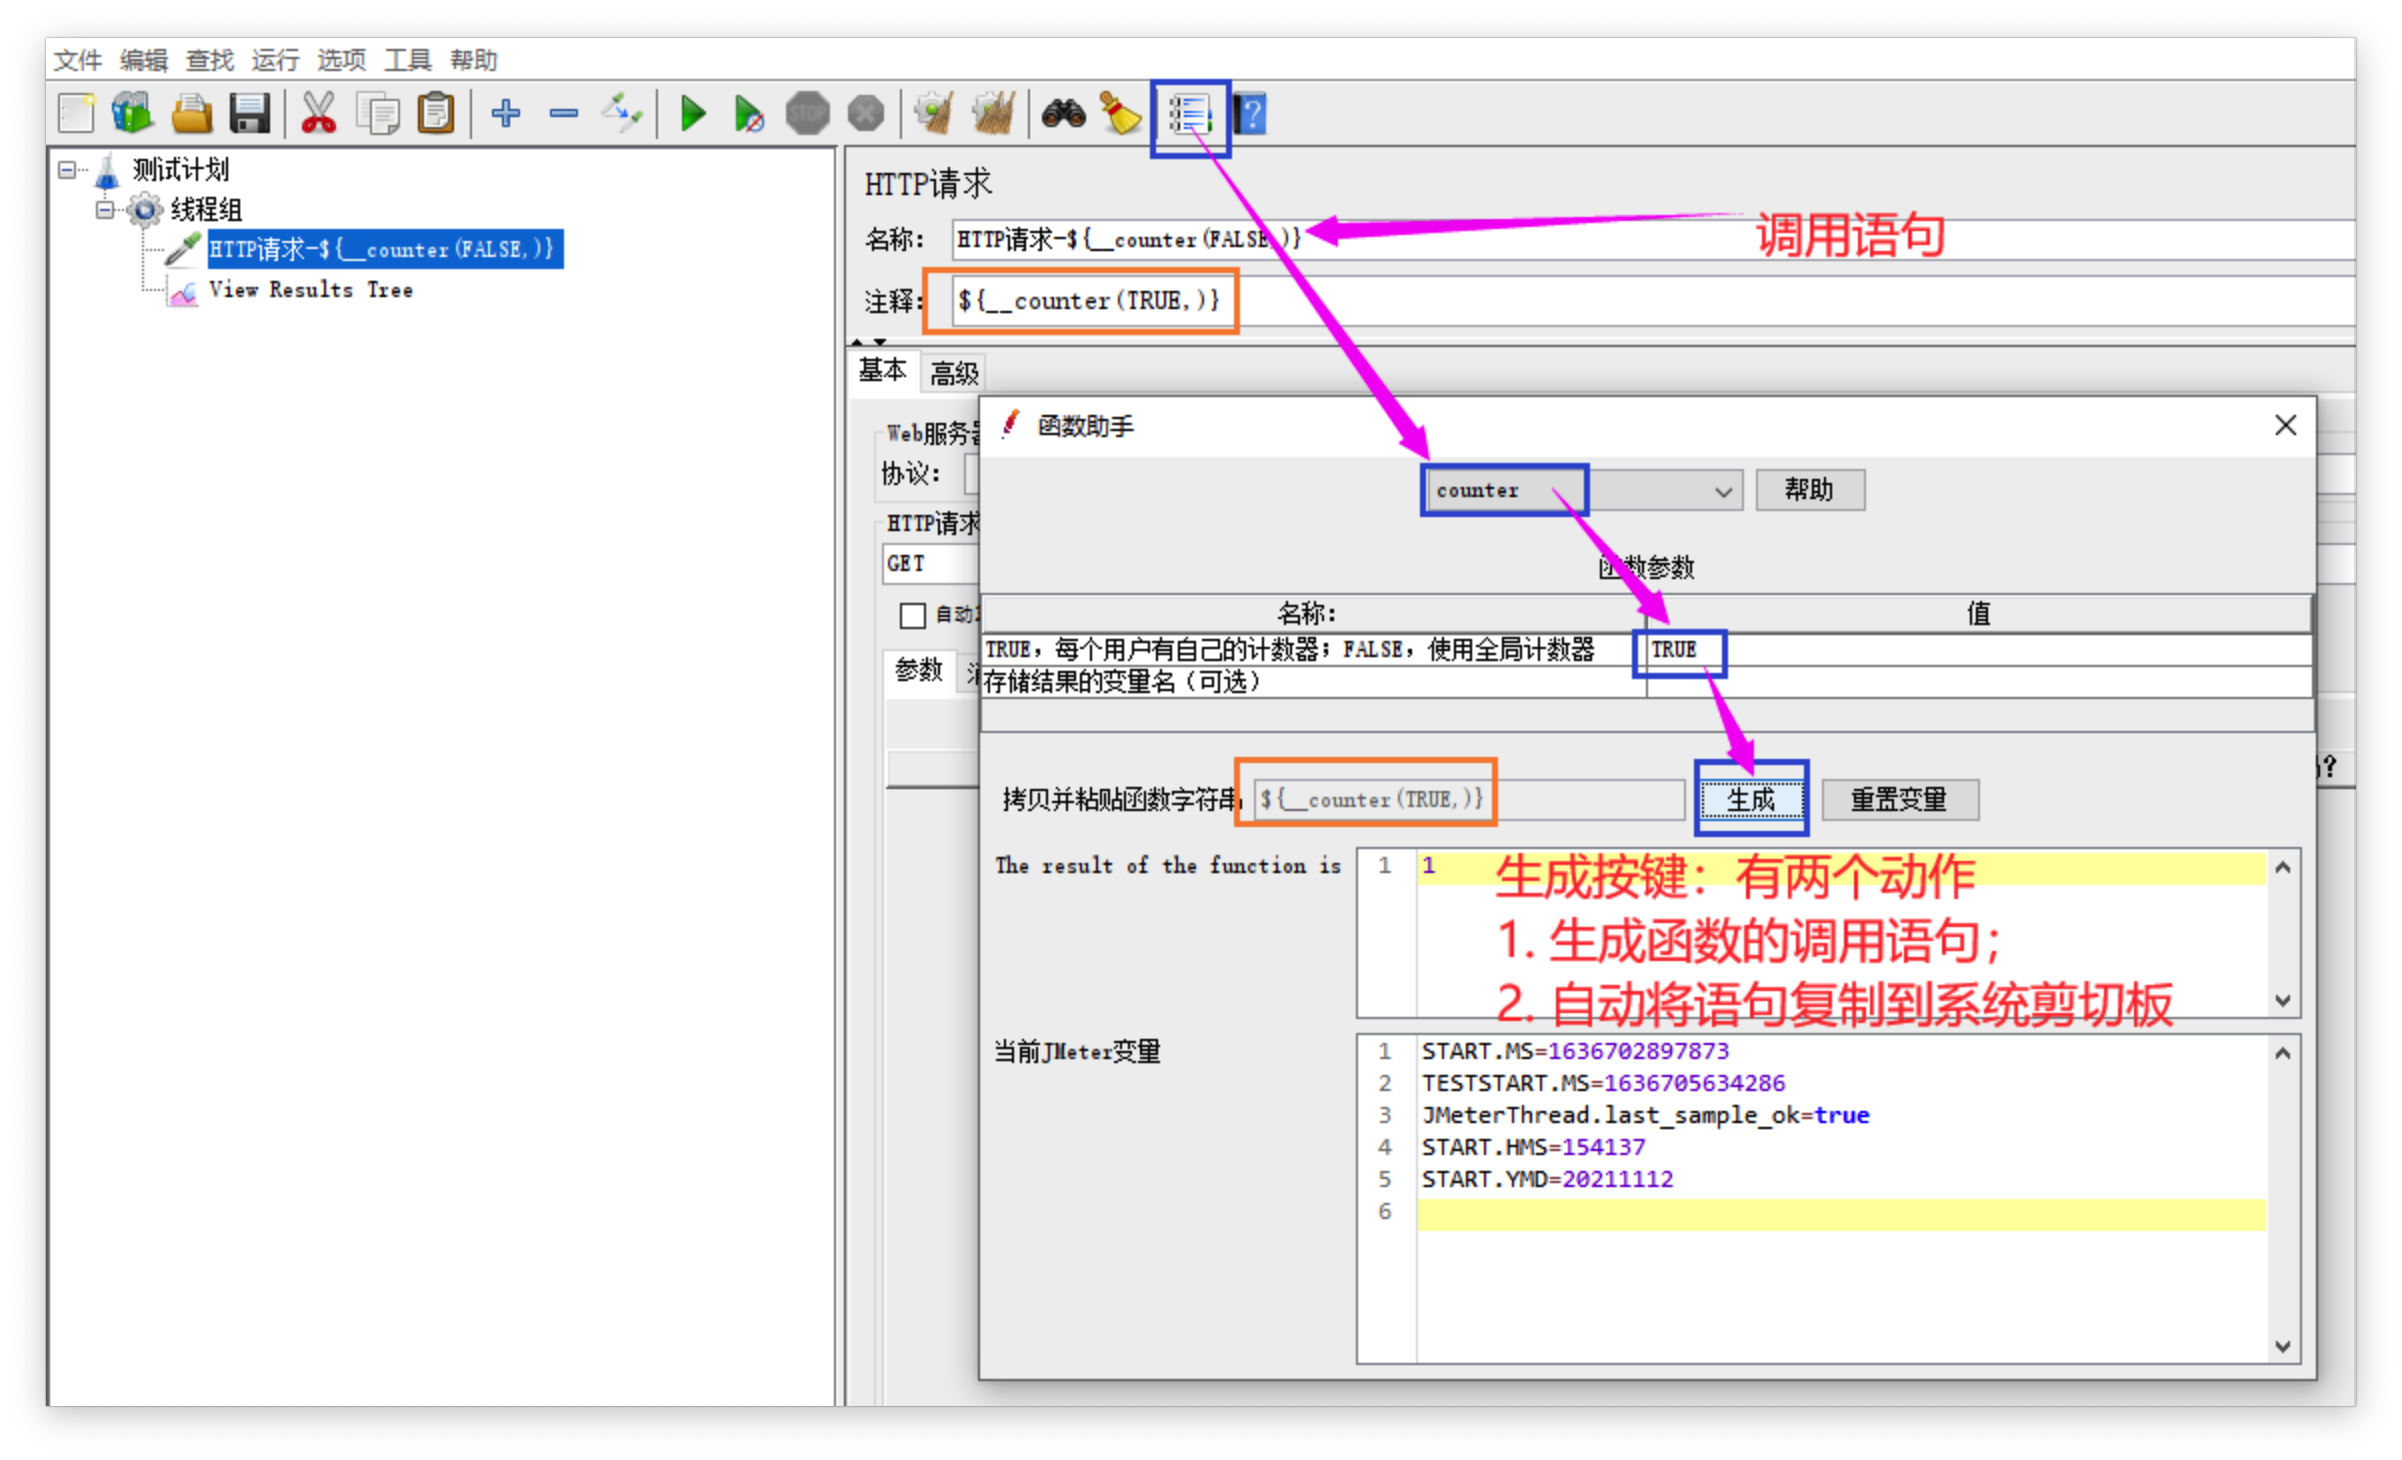 文件 编辑 查找 运行 选项 工具 帮助
STOP
测试计划
线程组
HTTP请求-${__counter(FALSE,)}
View Results Tree
HTTP请求
名称: HTTP请求-${__counter(FALSE,)}
调用语句
注释: ${__counter(TRUE,)}
基本 高级
Web服务器
协议:
HTTP请求
GET
自动
参数
函数助手
counter 帮助
函数参数
名称: 值
TRUE，每个用户有自己的计数器；FALSE，使用全局计数器 TRUE
存储结果的变量名（可选）
拷贝并粘贴函数字符串 ${__counter(TRUE,)} 生成 重置变量
?
The result of the function is 1 1
生成按键：有两个动作
1. 生成函数的调用语句；
2. 自动将语句复制到系统剪切板
当前JMeter变量
1 START.MS=1636702897873
2 TESTSTART.MS=1636705634286
3 JMeterThread.last_sample_ok=true
4 START.HMS=154137
5 START.YMD=20211112
6